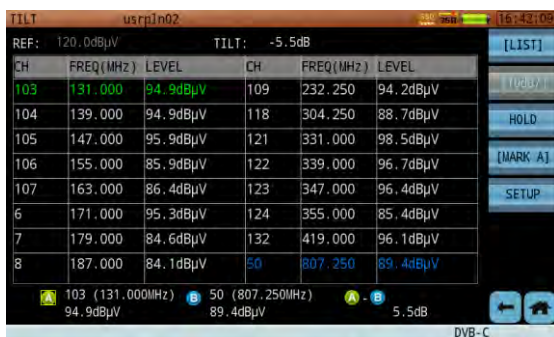 TILT usrpIn02 16:43:09
REF: 120.0dBµV TILT: -5.5dB [LIST]
CH FREQ(MHz) LEVEL CH FREQ(MHz) LEVEL
103 131.000 94.9dBµV 109 232.250 94.2dBµV
104 139.000 94.9dBµV 118 304.250 88.7dBµV HOLD
105 147.000 95.9dBµV 121 331.000 98.5dBµV
106 155.000 85.9dBµV 122 339.000 96.7dBµV [MARK A]
107 163.000 86.4dBµV 123 347.000 96.4dBµV SETUP
6 171.000 95.3dBµV 124 355.000 85.4dBµV
7 179.000 84.6dBµV 132 419.000 96.1dBµV
8 187.000 84.1dBµV 50 807.250 89.4dBµV
A 103 (131.000MHz) B 50 (807.250MHz) A - B
94.9dBµV 89.4dBµV 5.5dB
DVB-C